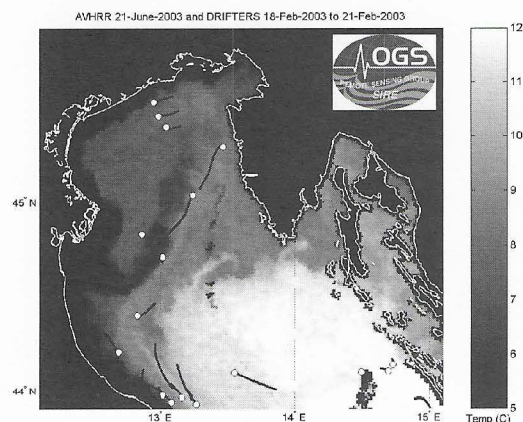 AVHRR 21-June-2003 and DRIFTERS 18-Feb-2003 to 21-Feb-2003
OGS
REMOTE SENSING GROUP
SIRE
12
11
10
9
8
7
6
5
45° N
44° N
13° E
14° E
15° E
Temp (C)